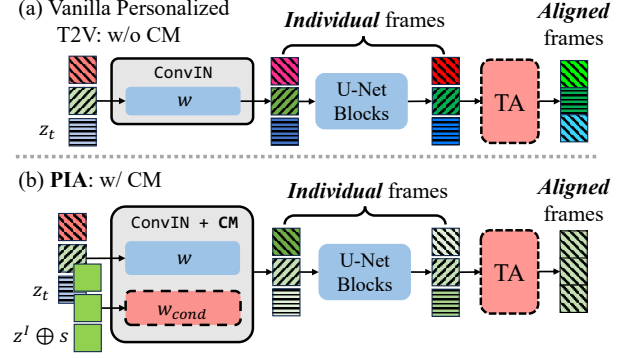 (a) Vanilla Personalized
T2V: w/o CM
Individual frames
Aligned
frames
ConvIN
w
U-Net
Blocks
TA
z_t
(b) PIA: w/ CM
Individual frames
Aligned
frames
ConvIN + CM
w
w_cond
U-Net
Blocks
TA
z_t
z^I ⊕ s